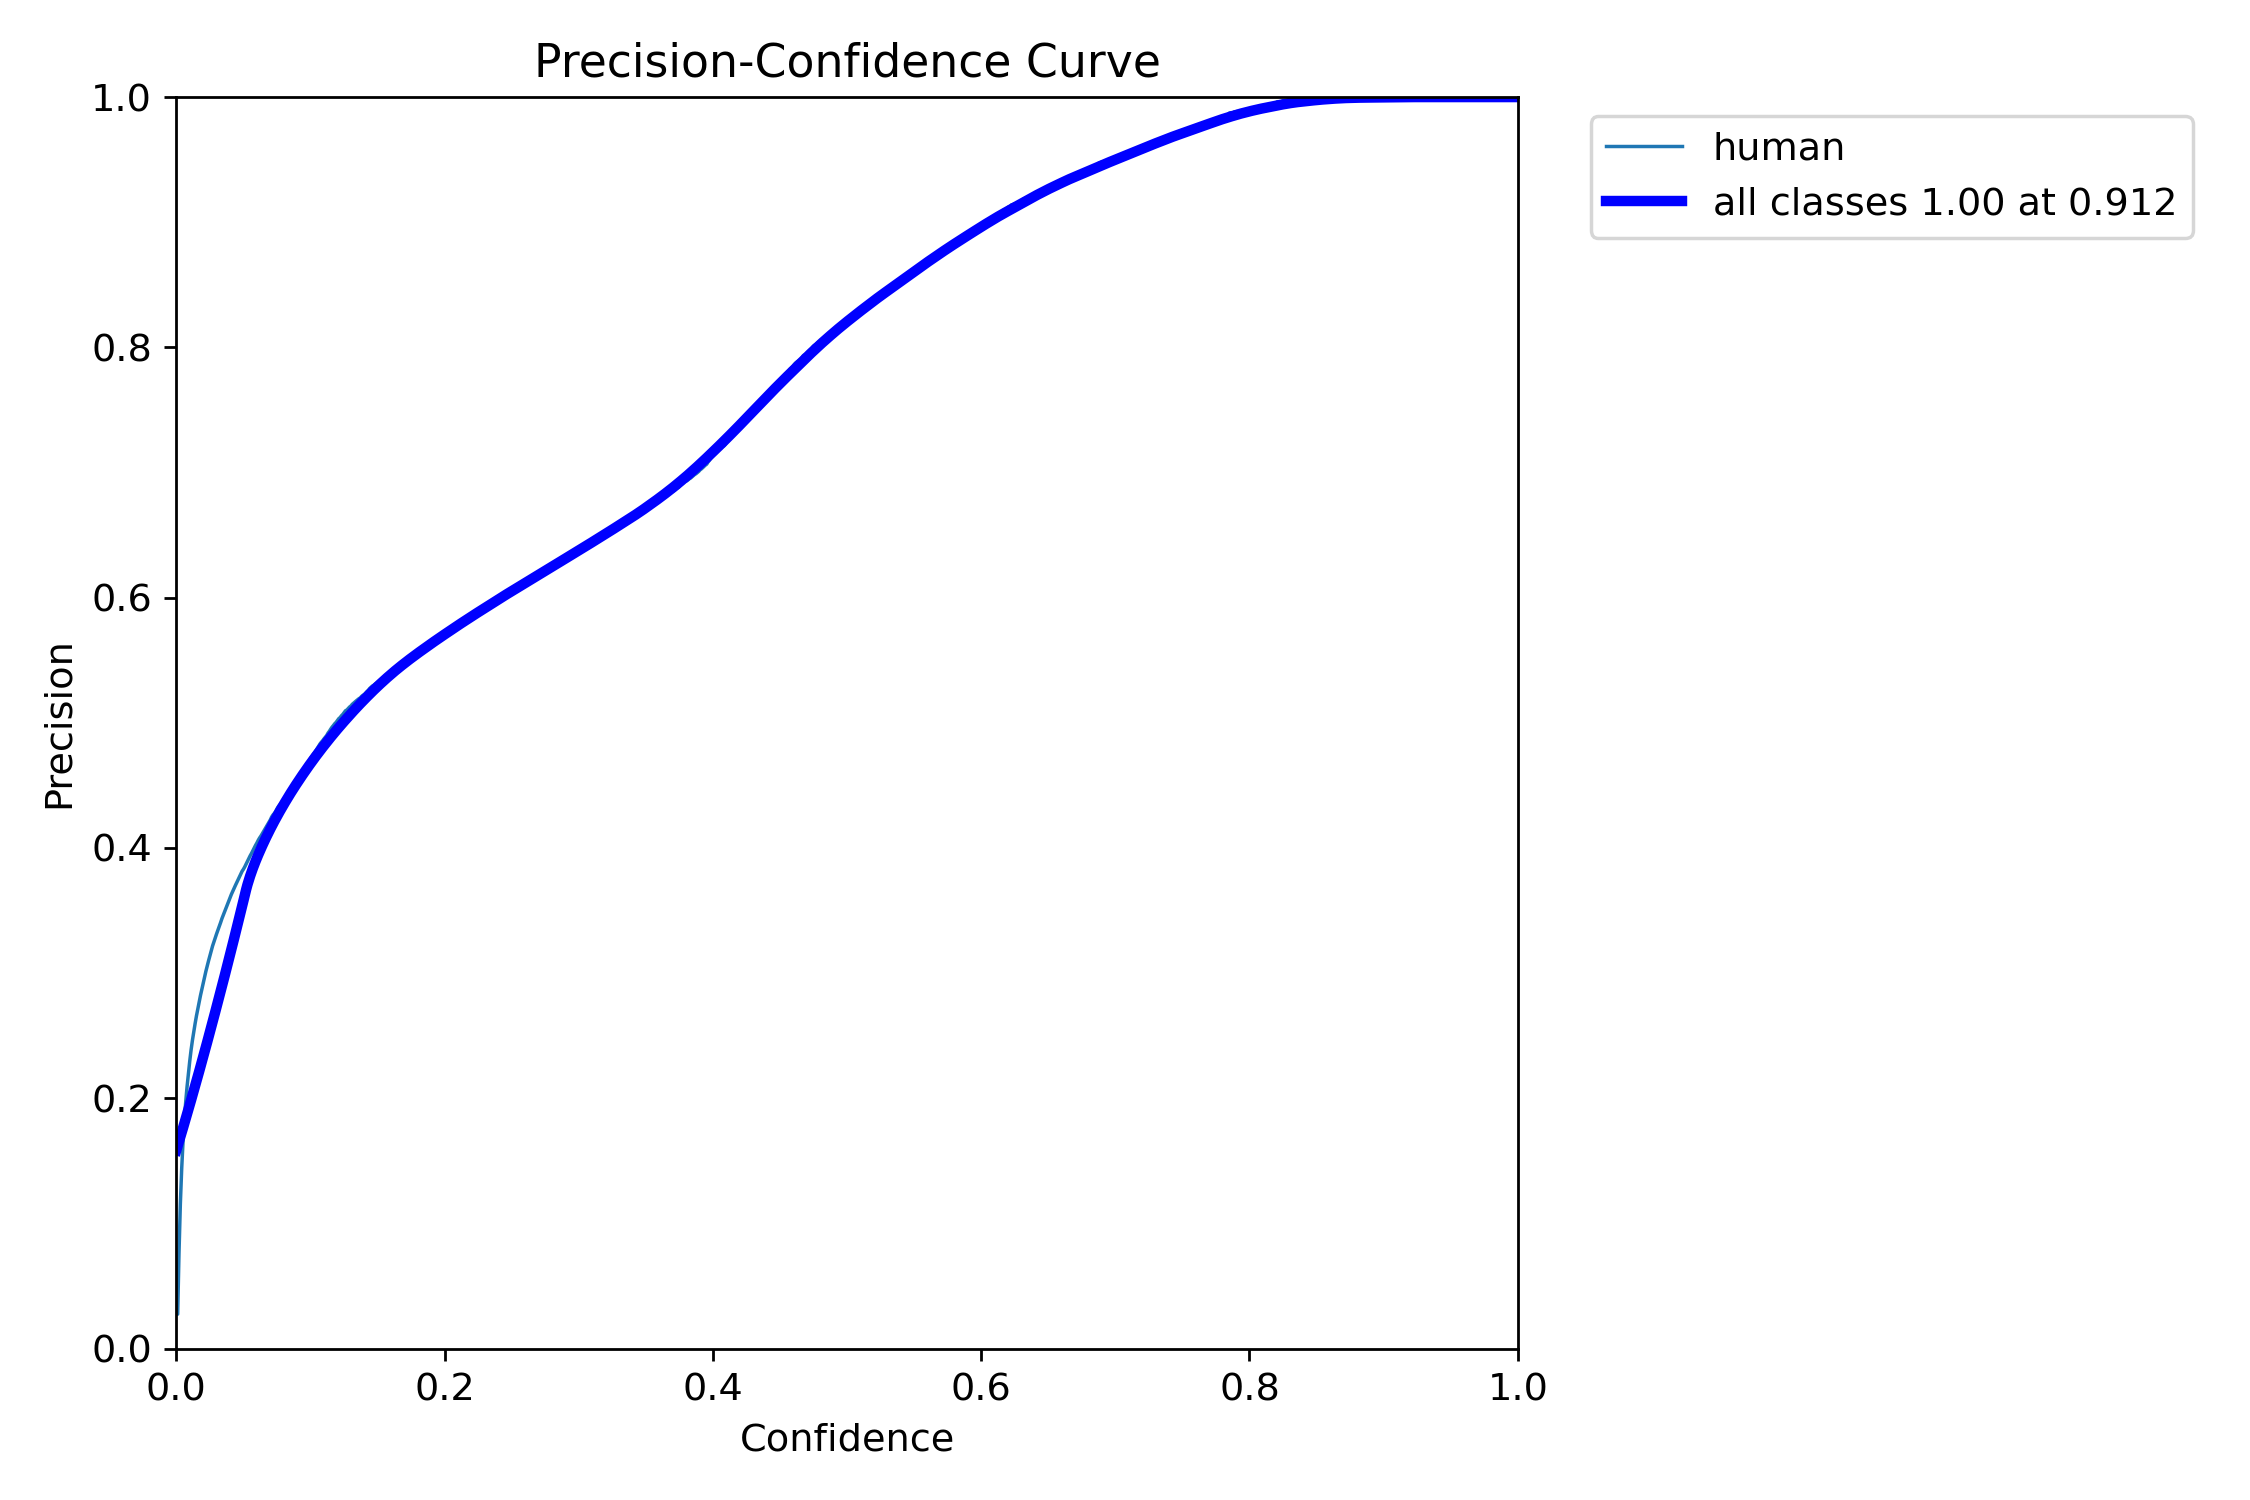 Precision-Confidence Curve
1.0
0.8
0.6
0.4
0.2
0.0
Precision
0.0 0.2 0.4 0.6 0.8 1.0
Confidence
human
all classes 1.00 at 0.912